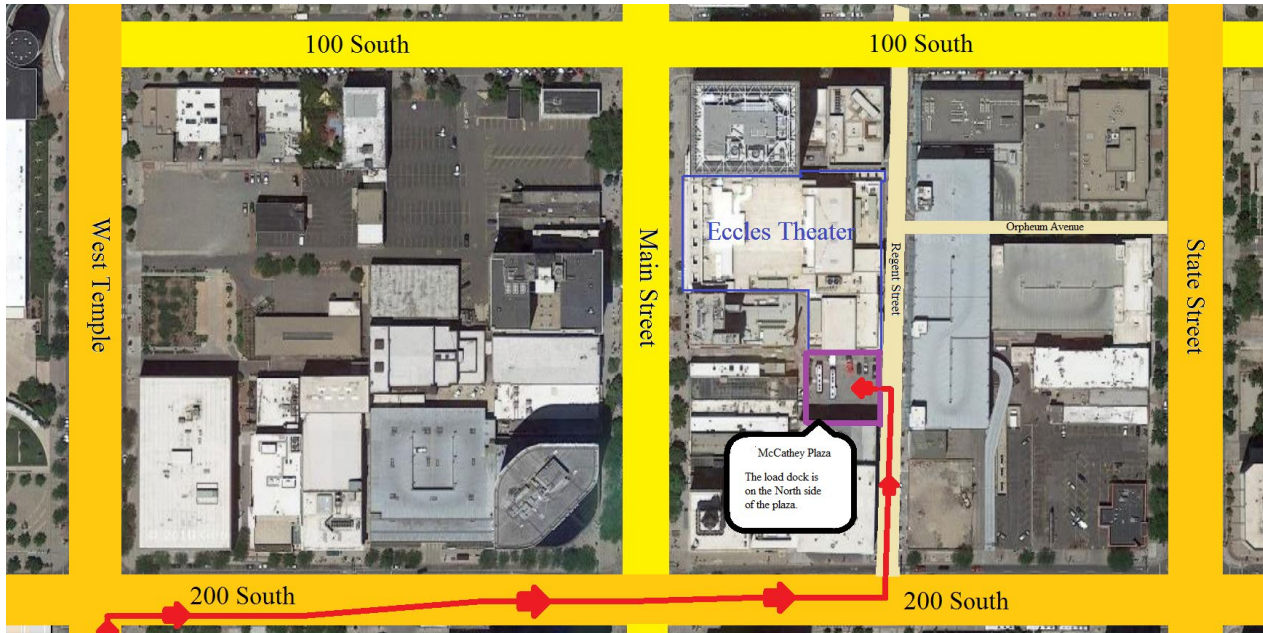 100 South
100 South
West Temple
Main Street
Eccles Theater
Regent Street
Orpheum Avenue
State Street
McCathey Plaza
The load dock is
on the North side
of the plaza.
200 South
200 South